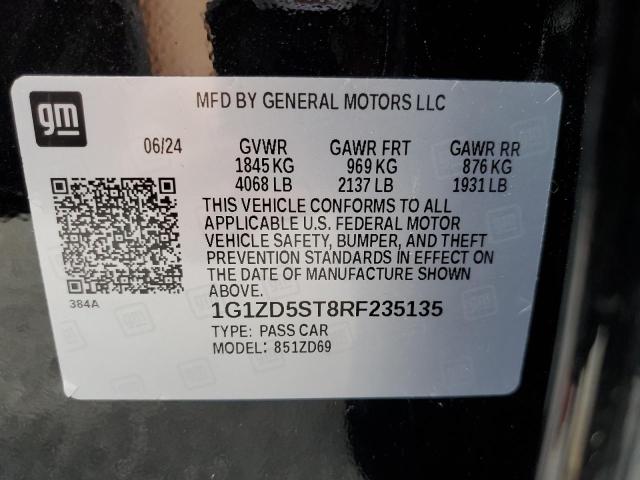 gm
MFD BY GENERAL MOTORS LLC
06/24 GVWR GAWR FRT GAWR RR
1845 KG 969 KG 876 KG
4068 LB 2137 LB 1931 LB
THIS VEHICLE CONFORMS TO ALL
APPLICABLE U.S. FEDERAL MOTOR
VEHICLE SAFETY, BUMPER, AND THEFT
PREVENTION STANDARDS IN EFFECT ON
THE DATE OF MANUFACTURE SHOWN
ABOVE.
384A
1G1ZD5ST8RF235135
TYPE: PASS CAR
MODEL: 851ZD69